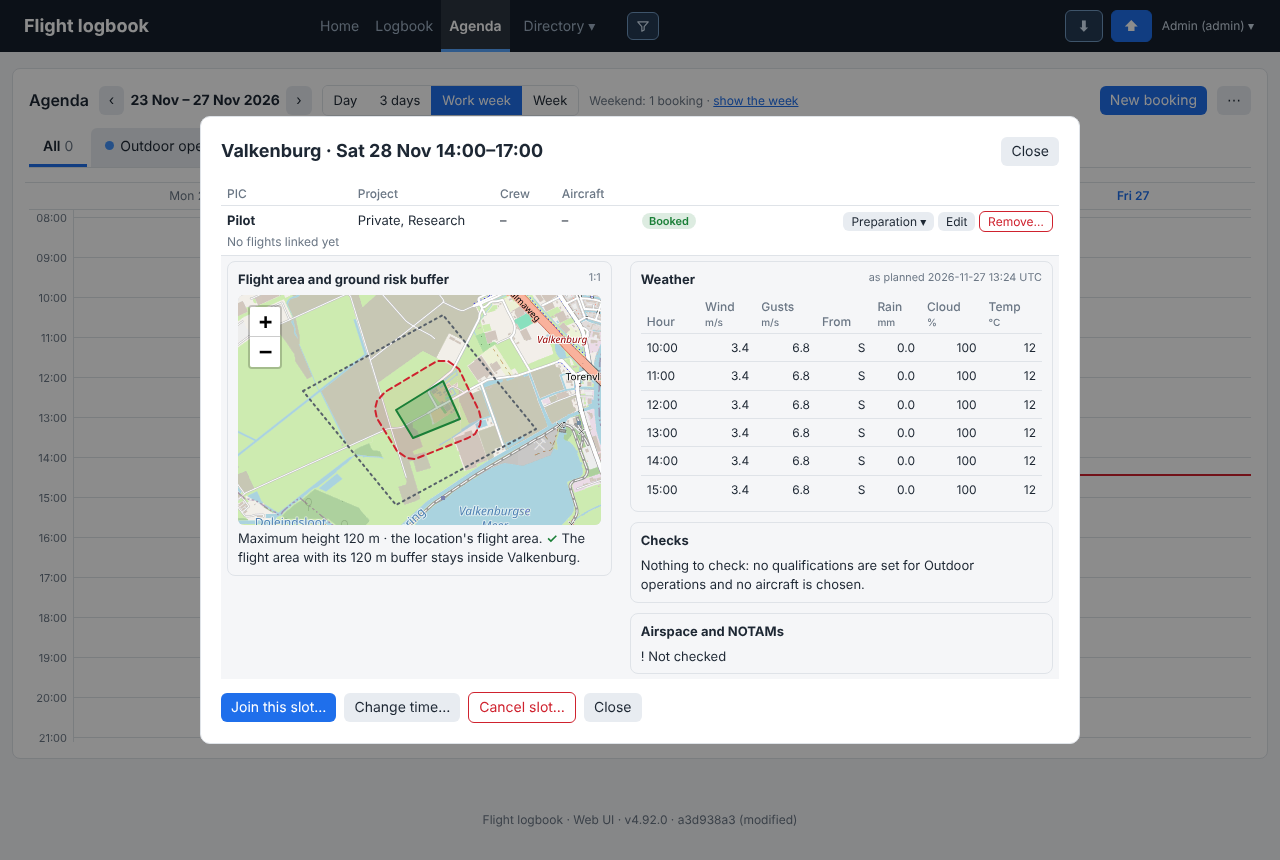 Flight logbook
Home Logbook Agenda Directory ▾
⬇ ⬆ Admin (admin) ▾
Agenda ‹ 23 Nov – 27 Nov 2026 › Day 3 days Work week Week Weekend: 1 booking · show the week New booking ···
All 0 Outdoor ope
Mon Fri 27
08:00
09:00
10:00
11:00
12:00
13:00
14:00
15:00
16:00
17:00
18:00
19:00
20:00
21:00
Valkenburg · Sat 28 Nov 14:00–17:00 Close
PIC Project Crew Aircraft
Pilot Private, Research – – Booked Preparation ▾ Edit Remove...
No flights linked yet
Flight area and ground risk buffer 1:1
+
−
Valkenburg
Valkenburgse
Maximum height 120 m · the location's flight area. ✓ The
flight area with its 120 m buffer stays inside Valkenburg.
Weather as planned 2026-11-27 13:24 UTC
Hour Wind m/s Gusts m/s From Rain mm Cloud % Temp °C
10:00 3.4 6.8 S 0.0 100 12
11:00 3.4 6.8 S 0.0 100 12
12:00 3.4 6.8 S 0.0 100 12
13:00 3.4 6.8 S 0.0 100 12
14:00 3.4 6.8 S 0.0 100 12
15:00 3.4 6.8 S 0.0 100 12
Checks
Nothing to check: no qualifications are set for Outdoor
operations and no aircraft is chosen.
Airspace and NOTAMs
! Not checked
Join this slot... Change time... Cancel slot... Close
Flight logbook · Web UI · v4.92.0 · a3d938a3 (modified)